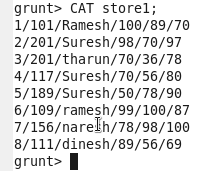 grunt> CAT store1;
1/101/Ramesh/100/89/70
2/201/Suresh/98/70/97
3/201/tharun/70/36/78
4/117/Suresh/70/56/80
5/189/Suresh/50/78/90
6/109/ramesh/99/100/87
7/156/naresh/78/98/100
8/111/dinesh/89/56/69
grunt>